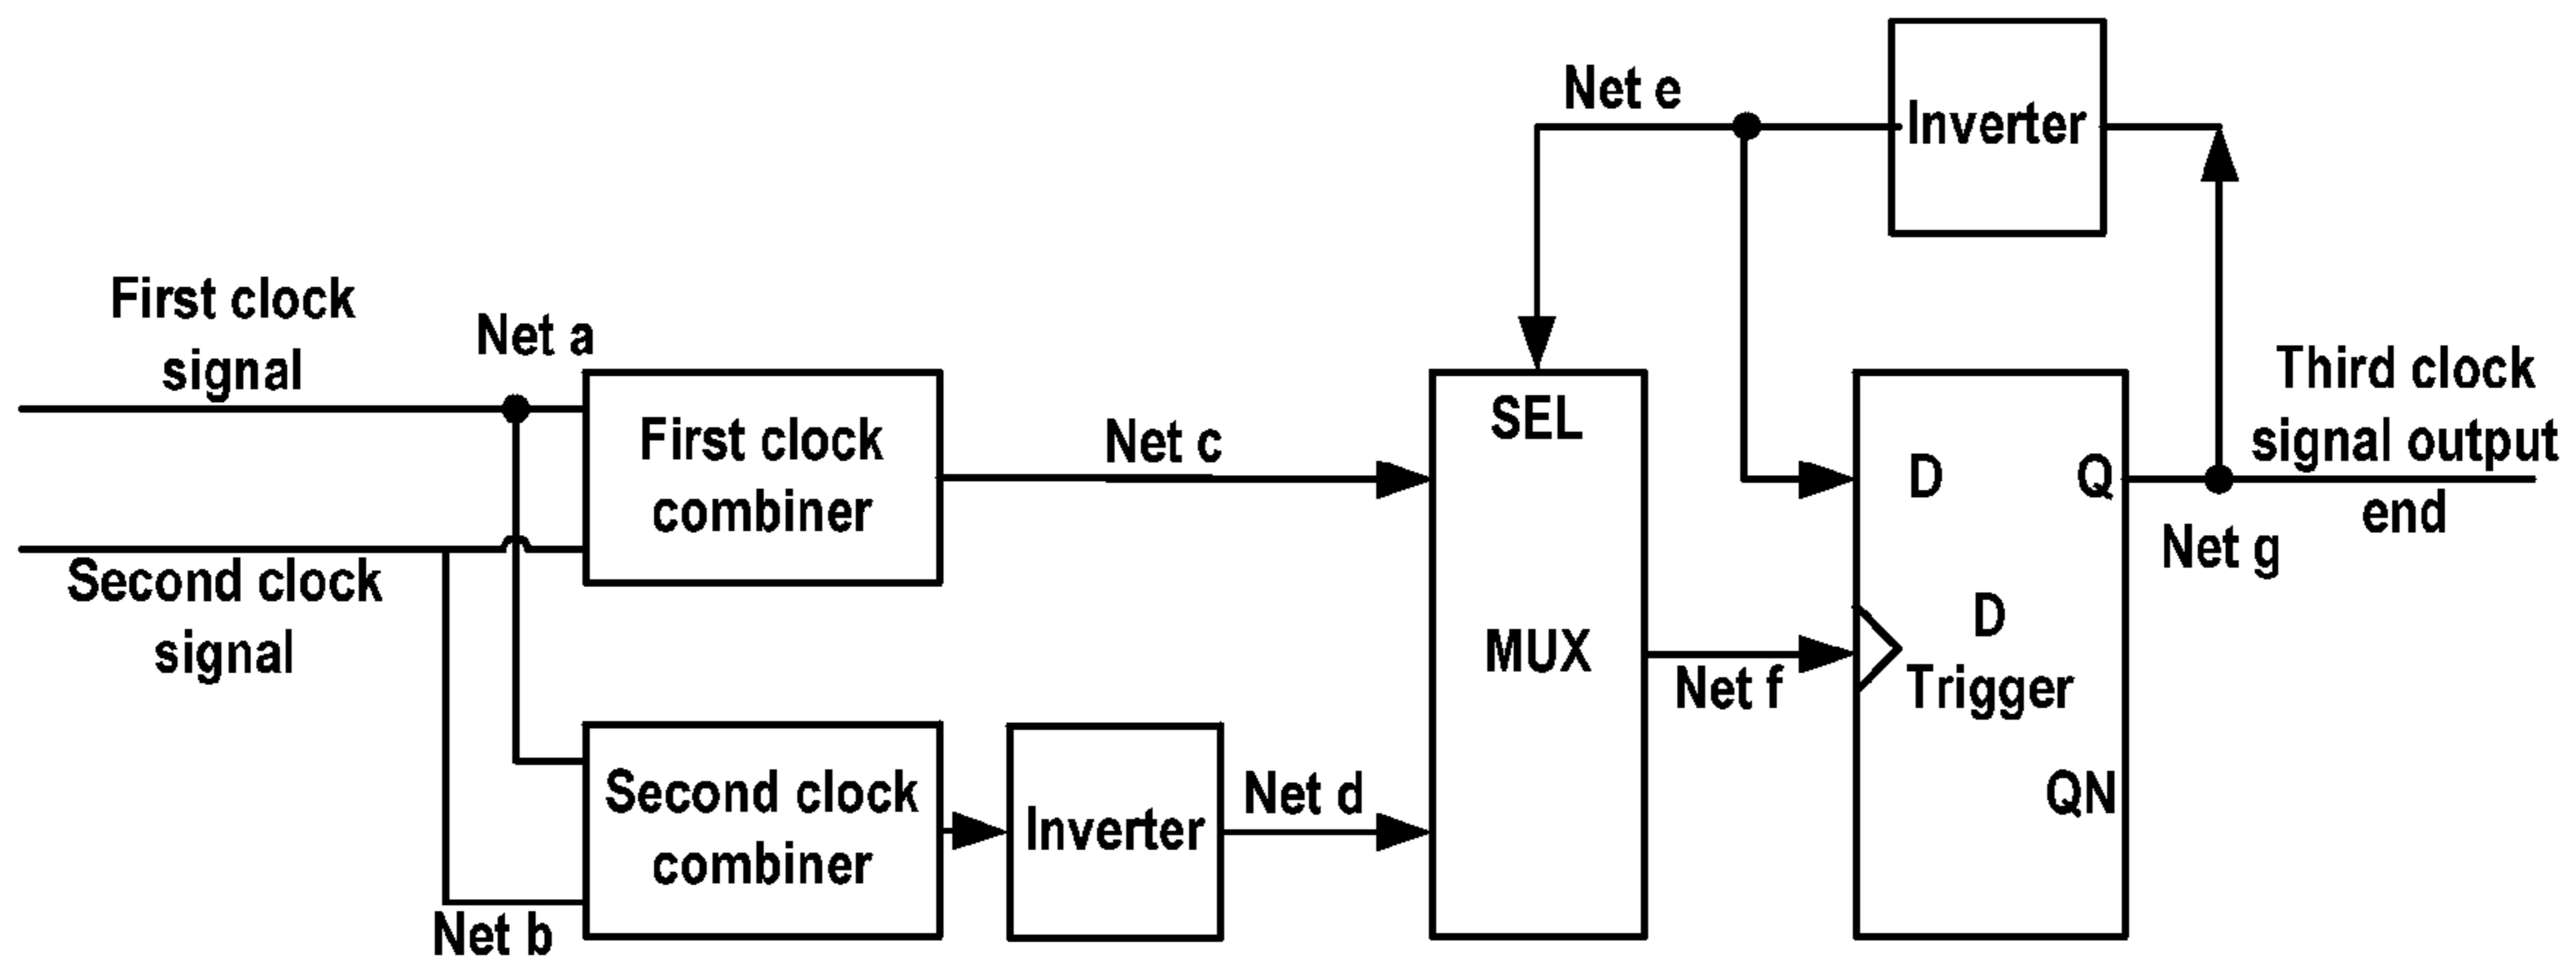 Net e
Inverter
First clock
signal
Net a
First clock
combiner
Net c
SEL
MUX
D
Q
Third clock
signal output
end
Net g
Second clock
signal
Net b
Second clock
combiner
Inverter
Net d
Net f
D
Trigger
QN